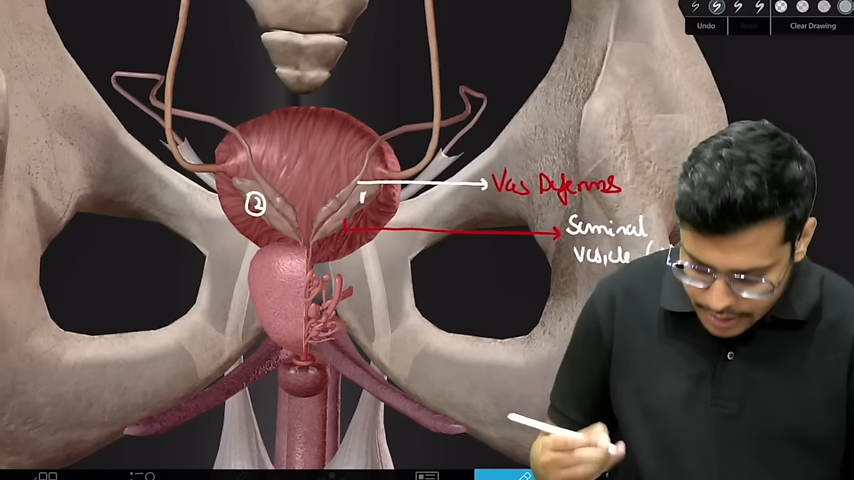 Undo
Clear Drawing
Vas Deferens
1
2
Seminal
vesicle (